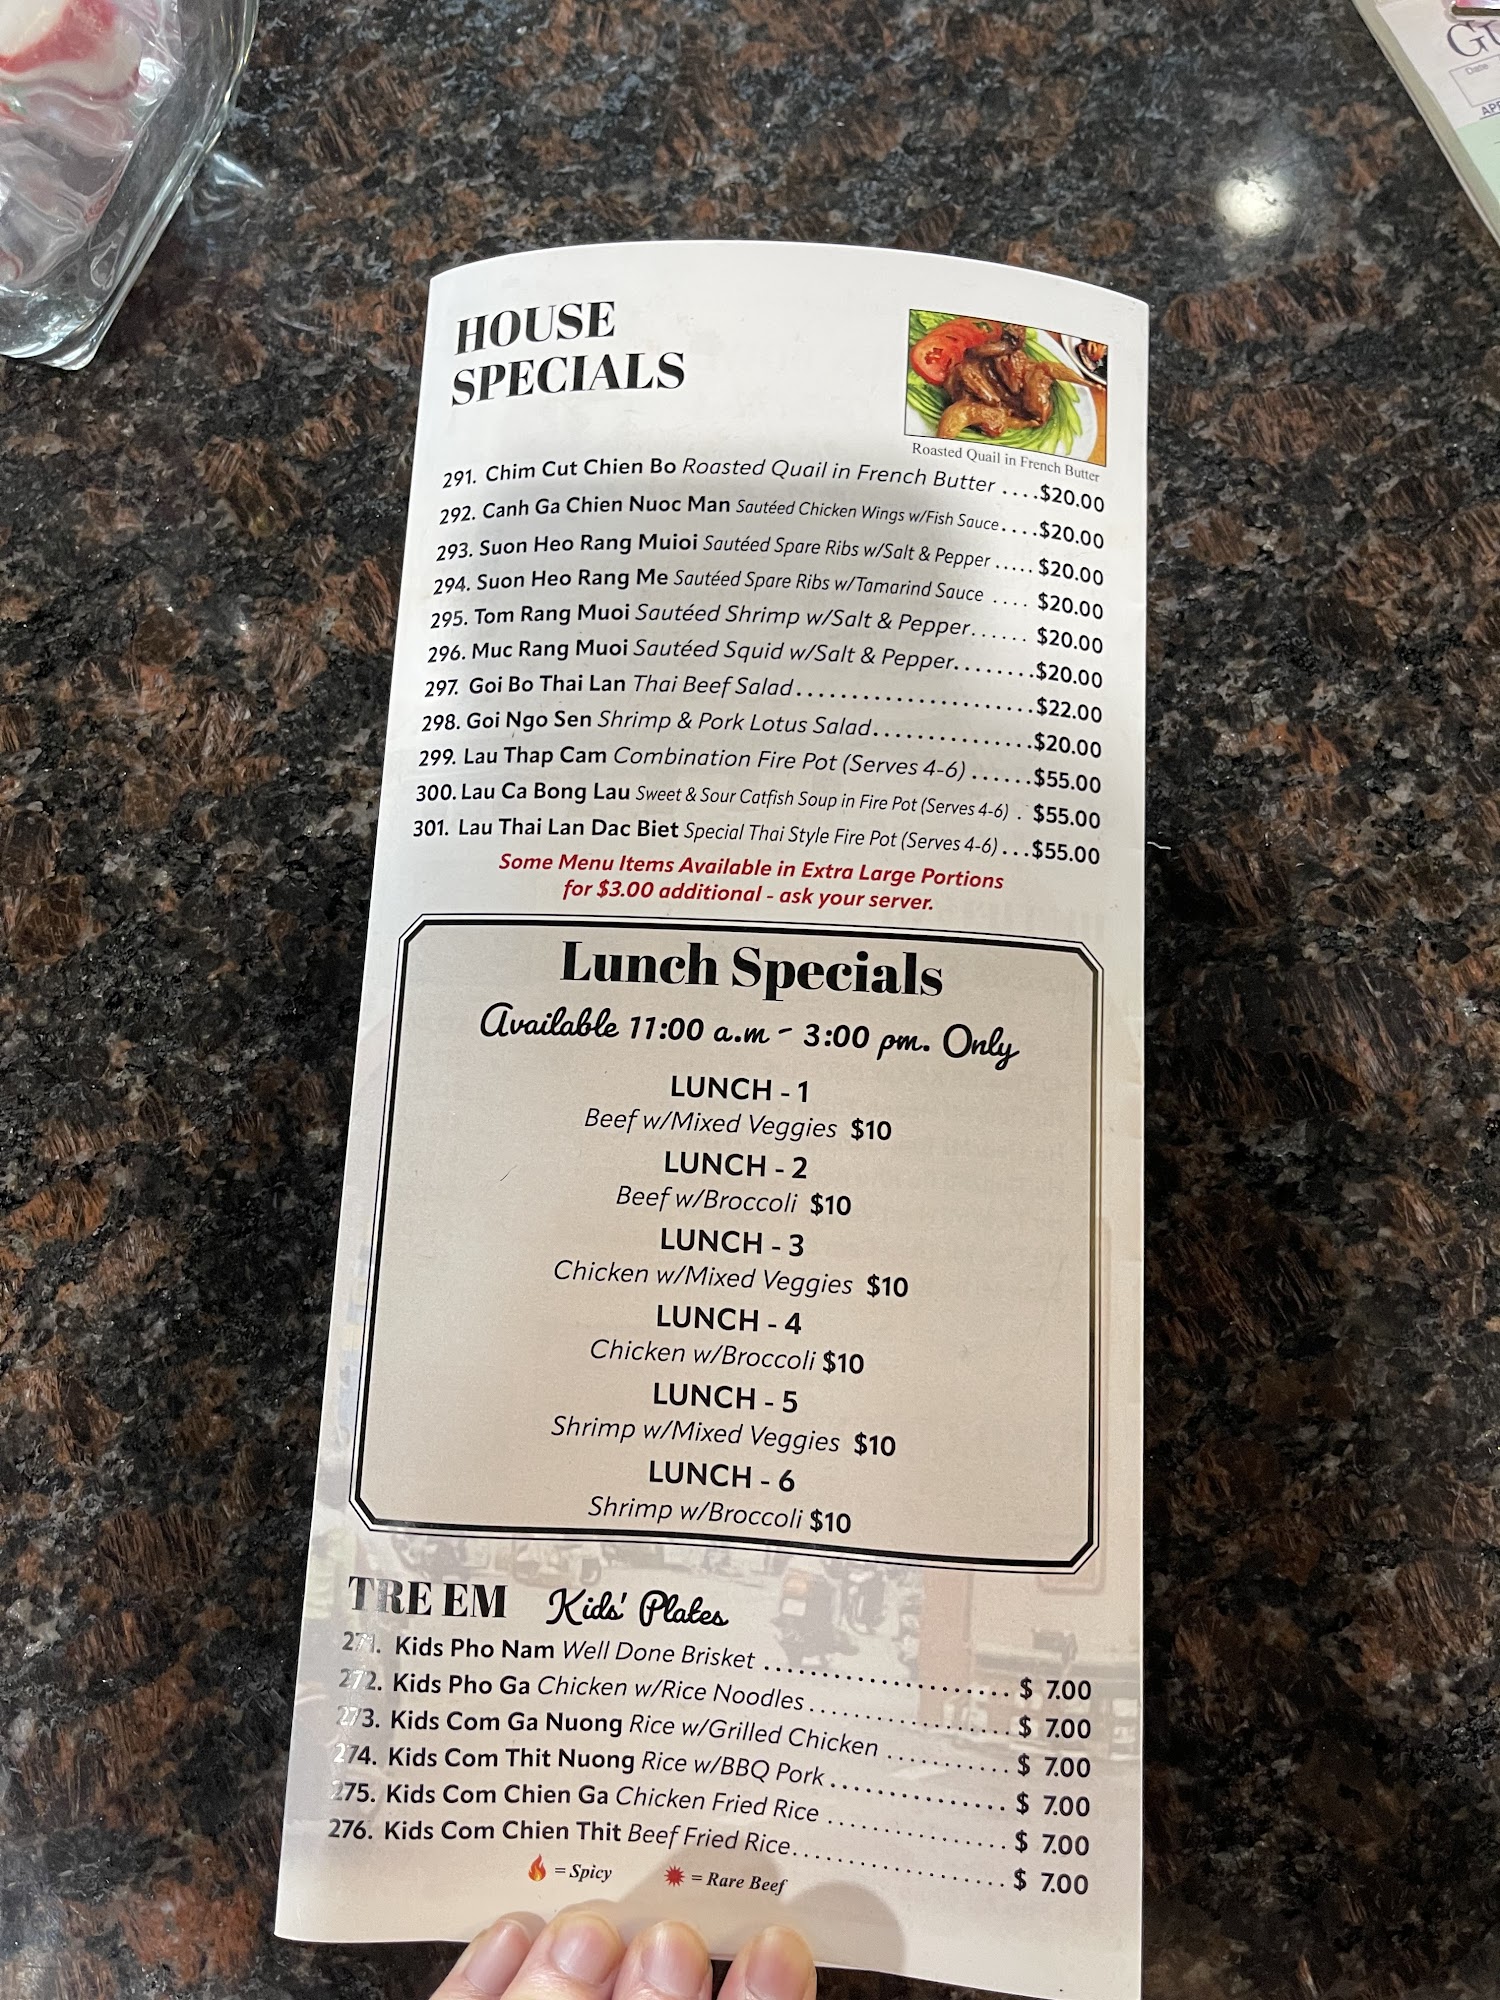 HOUSE
SPECIALS
Roasted Quail in French Butter
291. Chim Cut Chien Bo Roasted Quail in French Butter ....$20.00
292. Canh Ga Chien Nuoc Man Sautéed Chicken Wings w/Fish Sauce....$20.00
293. Suon Heo Rang Muioi Sautéed Spare Ribs w/Salt & Pepper ..... $20.00
294. Suon Heo Rang Me Sautéed Spare Ribs w/Tamarind Sauce .... $20.00
295. Tom Rang Muoi Sautéed Shrimp w/Salt & Pepper...... $20.00
296. Muc Rang Muoi Sautéed Squid w/Salt & Pepper.......$20.00
297. Goi Bo Thai Lan Thai Beef Salad.......................$22.00
298. Goi Ngo Sen Shrimp & Pork Lotus Salad...............$20.00
299. Lau Thap Cam Combination Fire Pot (Serves 4-6) ......$55.00
300. Lau Ca Bong Lau Sweet & Sour Catfish Soup in Fire Pot (Serves 4-6) . $55.00
301. Lau Thai Lan Dac Biet Special Thai Style Fire Pot (Serves 4-6) ...$55.00
Some Menu Items Available in Extra Large Portions
for $3.00 additional - ask your server.
Lunch Specials
Available 11:00 a.m - 3:00 pm. Only
LUNCH - 1
Beef w/Mixed Veggies $10
LUNCH - 2
Beef w/Broccoli $10
LUNCH - 3
Chicken w/Mixed Veggies $10
LUNCH - 4
Chicken w/Broccoli $10
LUNCH - 5
Shrimp w/Mixed Veggies $10
LUNCH - 6
Shrimp w/Broccoli $10
TRE EM Kids' Plates
271. Kids Pho Nam Well Done Brisket ........................ $ 7.00
272. Kids Pho Ga Chicken w/Rice Noodles .................... $ 7.00
273. Kids Com Ga Nuong Rice w/Grilled Chicken ............ $ 7.00
274. Kids Com Thit Nuong Rice w/BBQ Pork ................. $ 7.00
275. Kids Com Chien Ga Chicken Fried Rice ................. $ 7.00
276. Kids Com Chien Thit Beef Fried Rice.................... $ 7.00
= Spicy = Rare Beef
Date